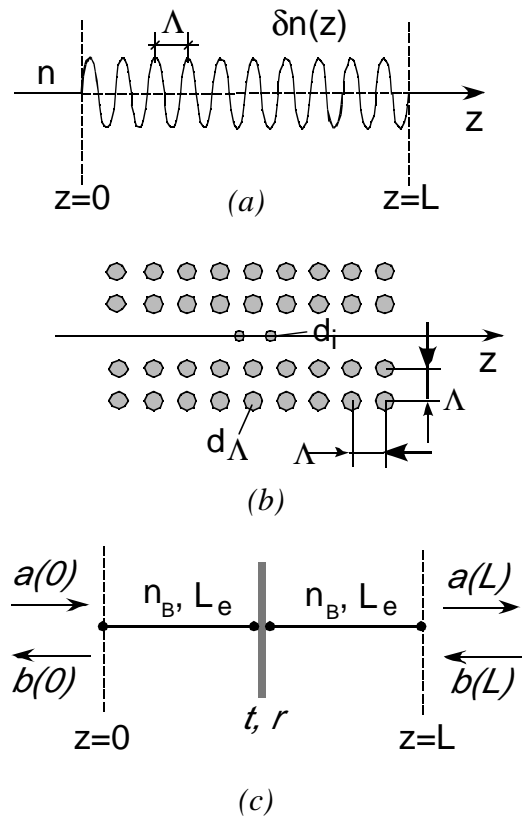 Λ δn(z)
n
z
z=0 z=L
(a)
d_i
z
Λ
d_Λ
Λ
(b)
a(0) a(L)
n_B, L_e n_B, L_e
b(0) b(L)
t, r
z=0 z=L
(c)